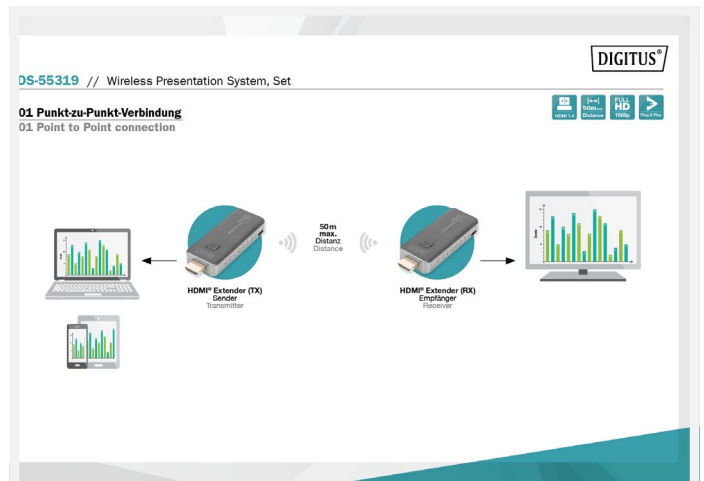 DIGITUS®
DS-55319 // Wireless Presentation System, Set
01 Punkt-zu-Punkt-Verbindung
01 Point to Point connection
HDMI 1.4
50m
Distance
FULL
HD
1080p
Plug & Play
50 m
max.
Distanz
Distance
HDMI® Extender (TX)
Sender
Transmitter
HDMI® Extender (RX)
Empfänger
Receiver